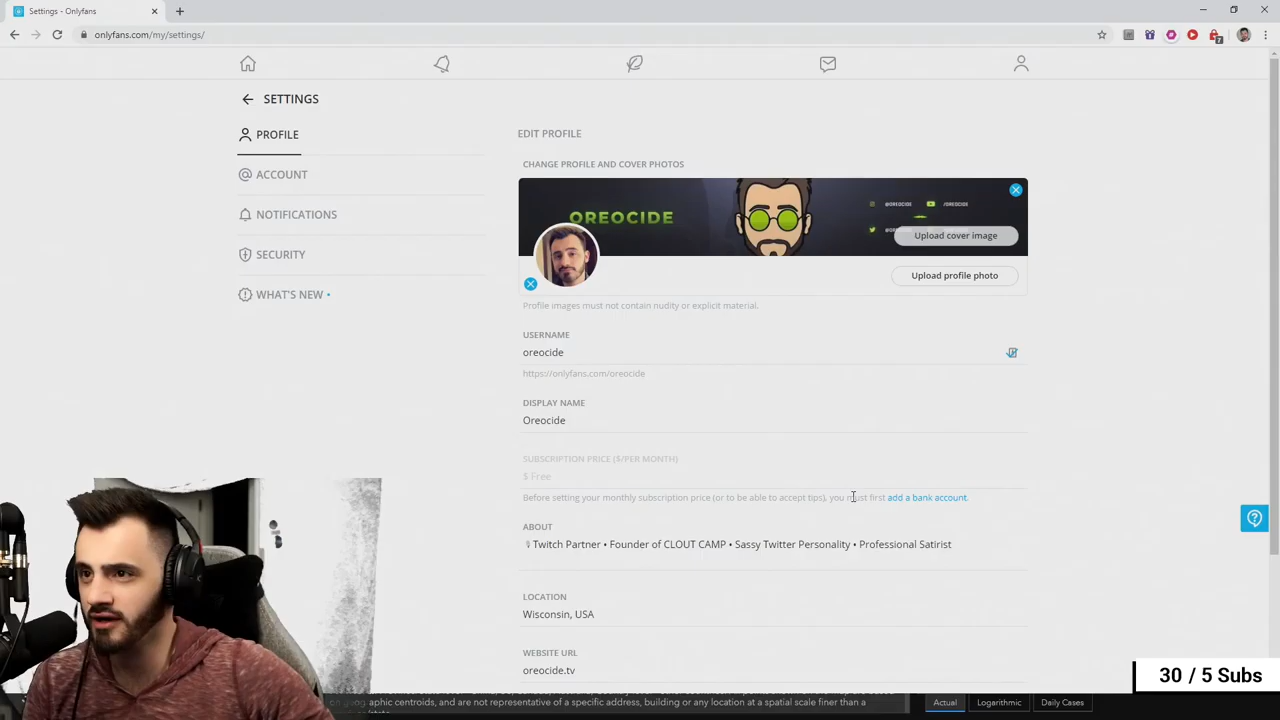 Settings - Onlyfans
onlyfans.com/my/settings/
7
SETTINGS
PROFILE
ACCOUNT
NOTIFICATIONS
SECURITY
WHAT'S NEW •
EDIT PROFILE
CHANGE PROFILE AND COVER PHOTOS
OREOCIDE
@OREOCIDE
/OREOCIDE
Upload cover image
Upload profile photo
Profile images must not contain nudity or explicit material.
USERNAME
oreocide
https://onlyfans.com/oreocide
DISPLAY NAME
Oreocide
SUBSCRIPTION PRICE ($/PER MONTH)
$ Free
Before setting your monthly subscription price (or to be able to accept tips), you must first add a bank account.
ABOUT
Twitch Partner • Founder of CLOUT CAMP • Sassy Twitter Personality • Professional Satirist
LOCATION
Wisconsin, USA
WEBSITE URL
oreocide.tv
30 / 5 Subs
on geographic centroids, and are not representative of a specific address, building or any location at a spatial scale finer than a
Actual
Logarithmic
Daily Cases